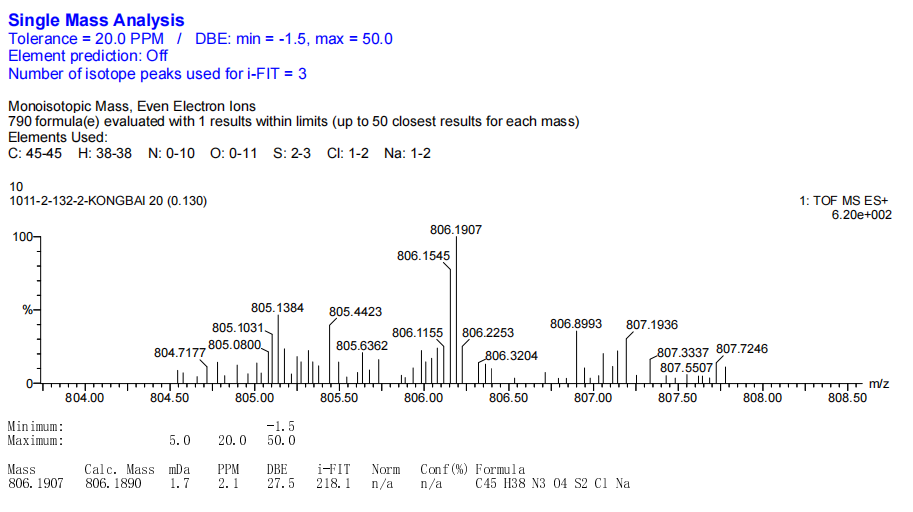 Single Mass Analysis
Tolerance = 20.0 PPM / DBE: min = -1.5, max = 50.0
Element prediction: Off
Number of isotope peaks used for i-FIT = 3
Monoisotopic Mass, Even Electron Ions
790 formula(e) evaluated with 1 results within limits (up to 50 closest results for each mass)
Elements Used:
C: 45-45 H: 38-38 N: 0-10 O: 0-11 S: 2-3 Cl: 1-2 Na: 1-2
10
1011-2-132-2-KONGBAI 20 (0.130) 1: TOF MS ES+
6.20e+002
100
%
0
806.1907
806.1545
805.1384
805.4423
805.1031
805.0800
804.7177
805.6362
806.1155
806.2253
806.3204
806.8993
807.1936
807.3337
807.5507
807.7246
804.00 804.50 805.00 805.50 806.00 806.50 807.00 807.50 808.00 808.50 m/z
Minimum: -1.5
Maximum: 5.0 20.0 50.0
Mass Calc. Mass mDa PPM DBE i-FIT Norm Conf(%) Formula
806.1907 806.1890 1.7 2.1 27.5 218.1 n/a n/a C45 H38 N3 O4 S2 Cl Na